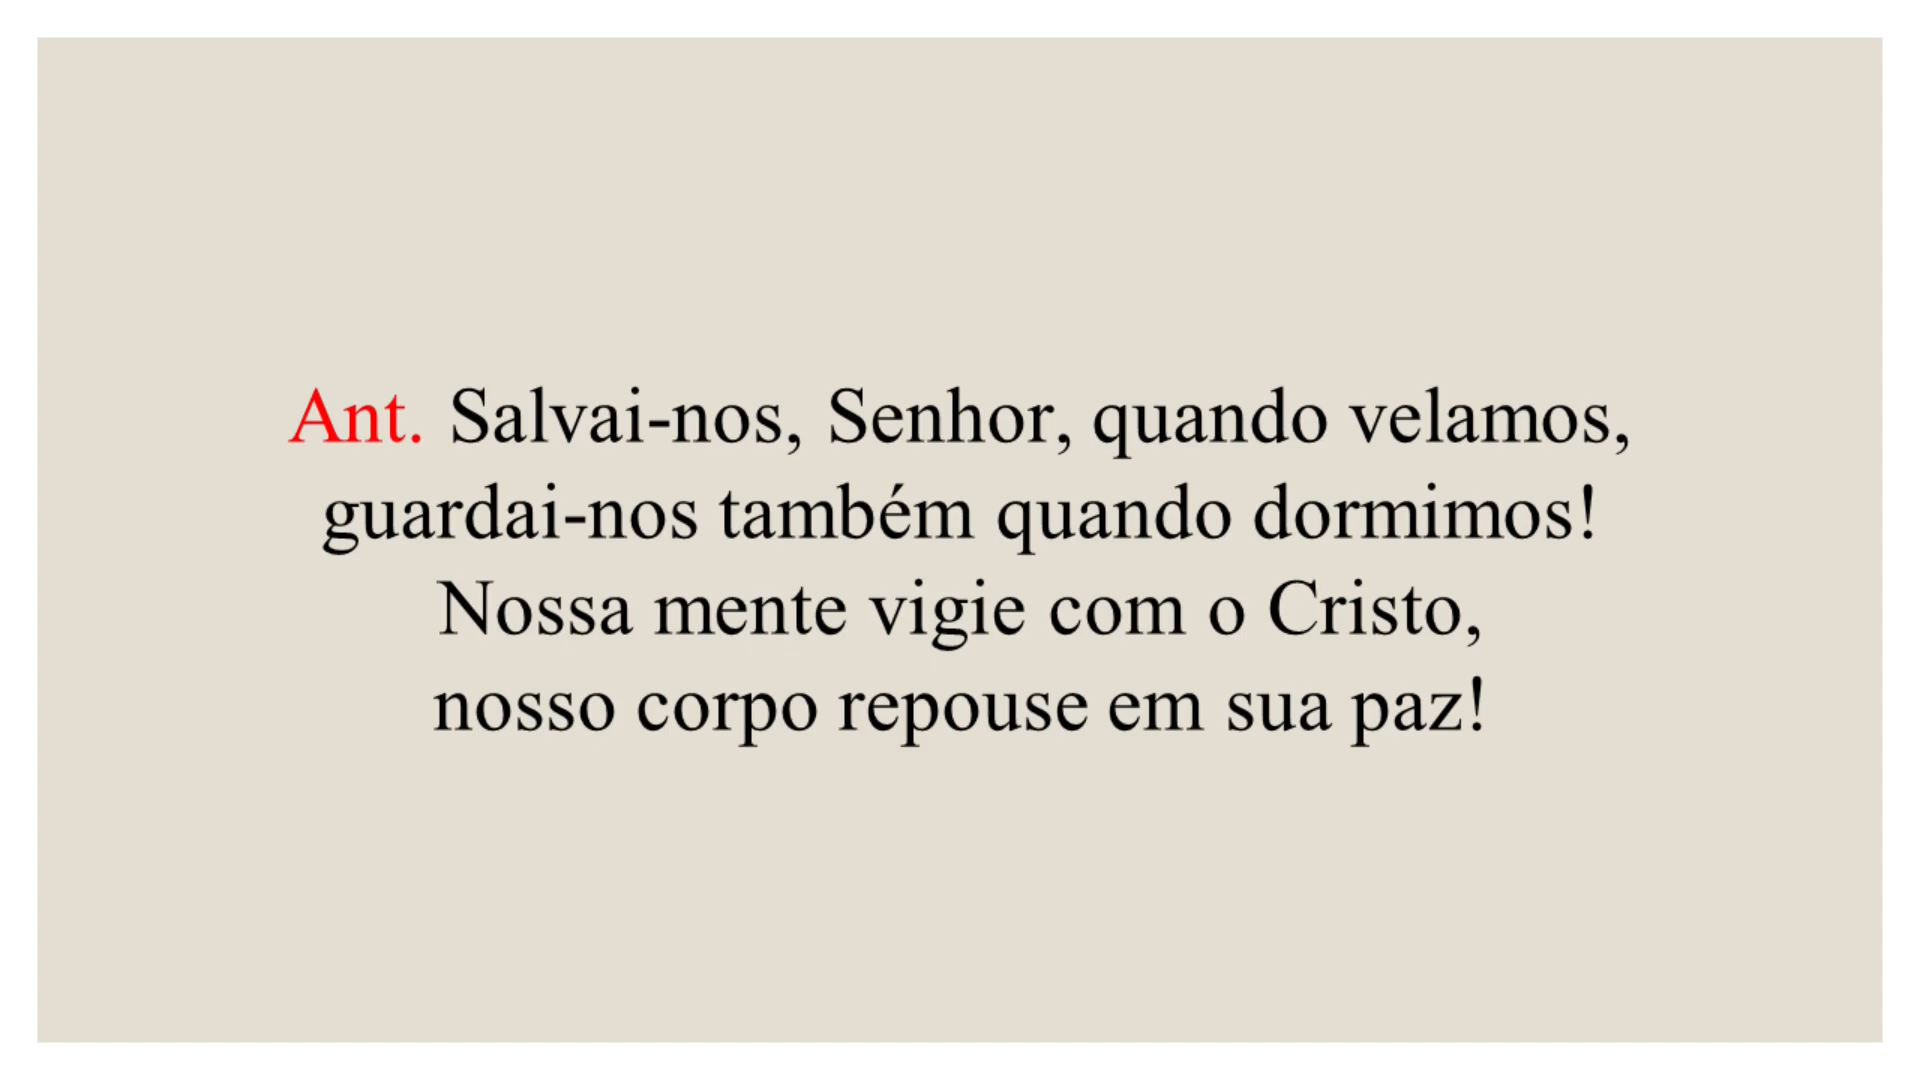 Ant. Salvai-nos, Senhor, quando velamos,
guardai-nos também quando dormimos!
Nossa mente vigie com o Cristo,
nosso corpo repouse em sua paz!